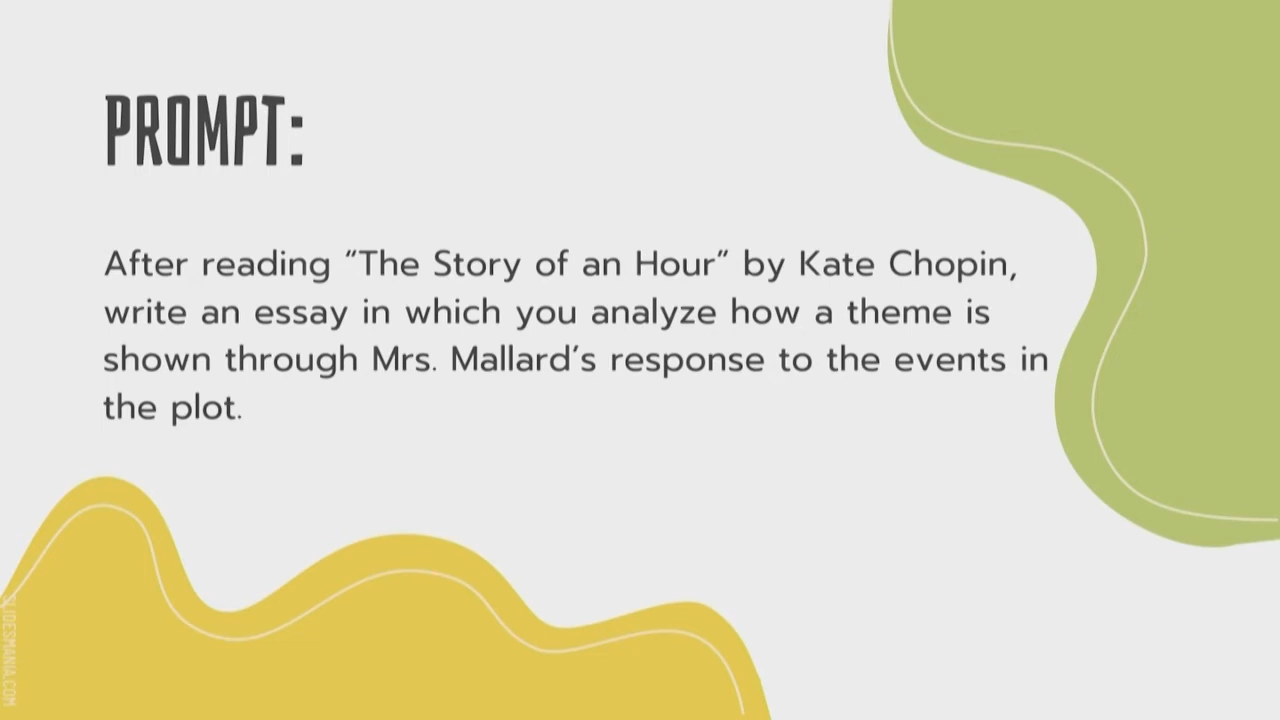 PROMPT:
After reading “The Story of an Hour” by Kate Chopin,
write an essay in which you analyze how a theme is
shown through Mrs. Mallard’s response to the events in
the plot.
SLIDESMANIA.COM